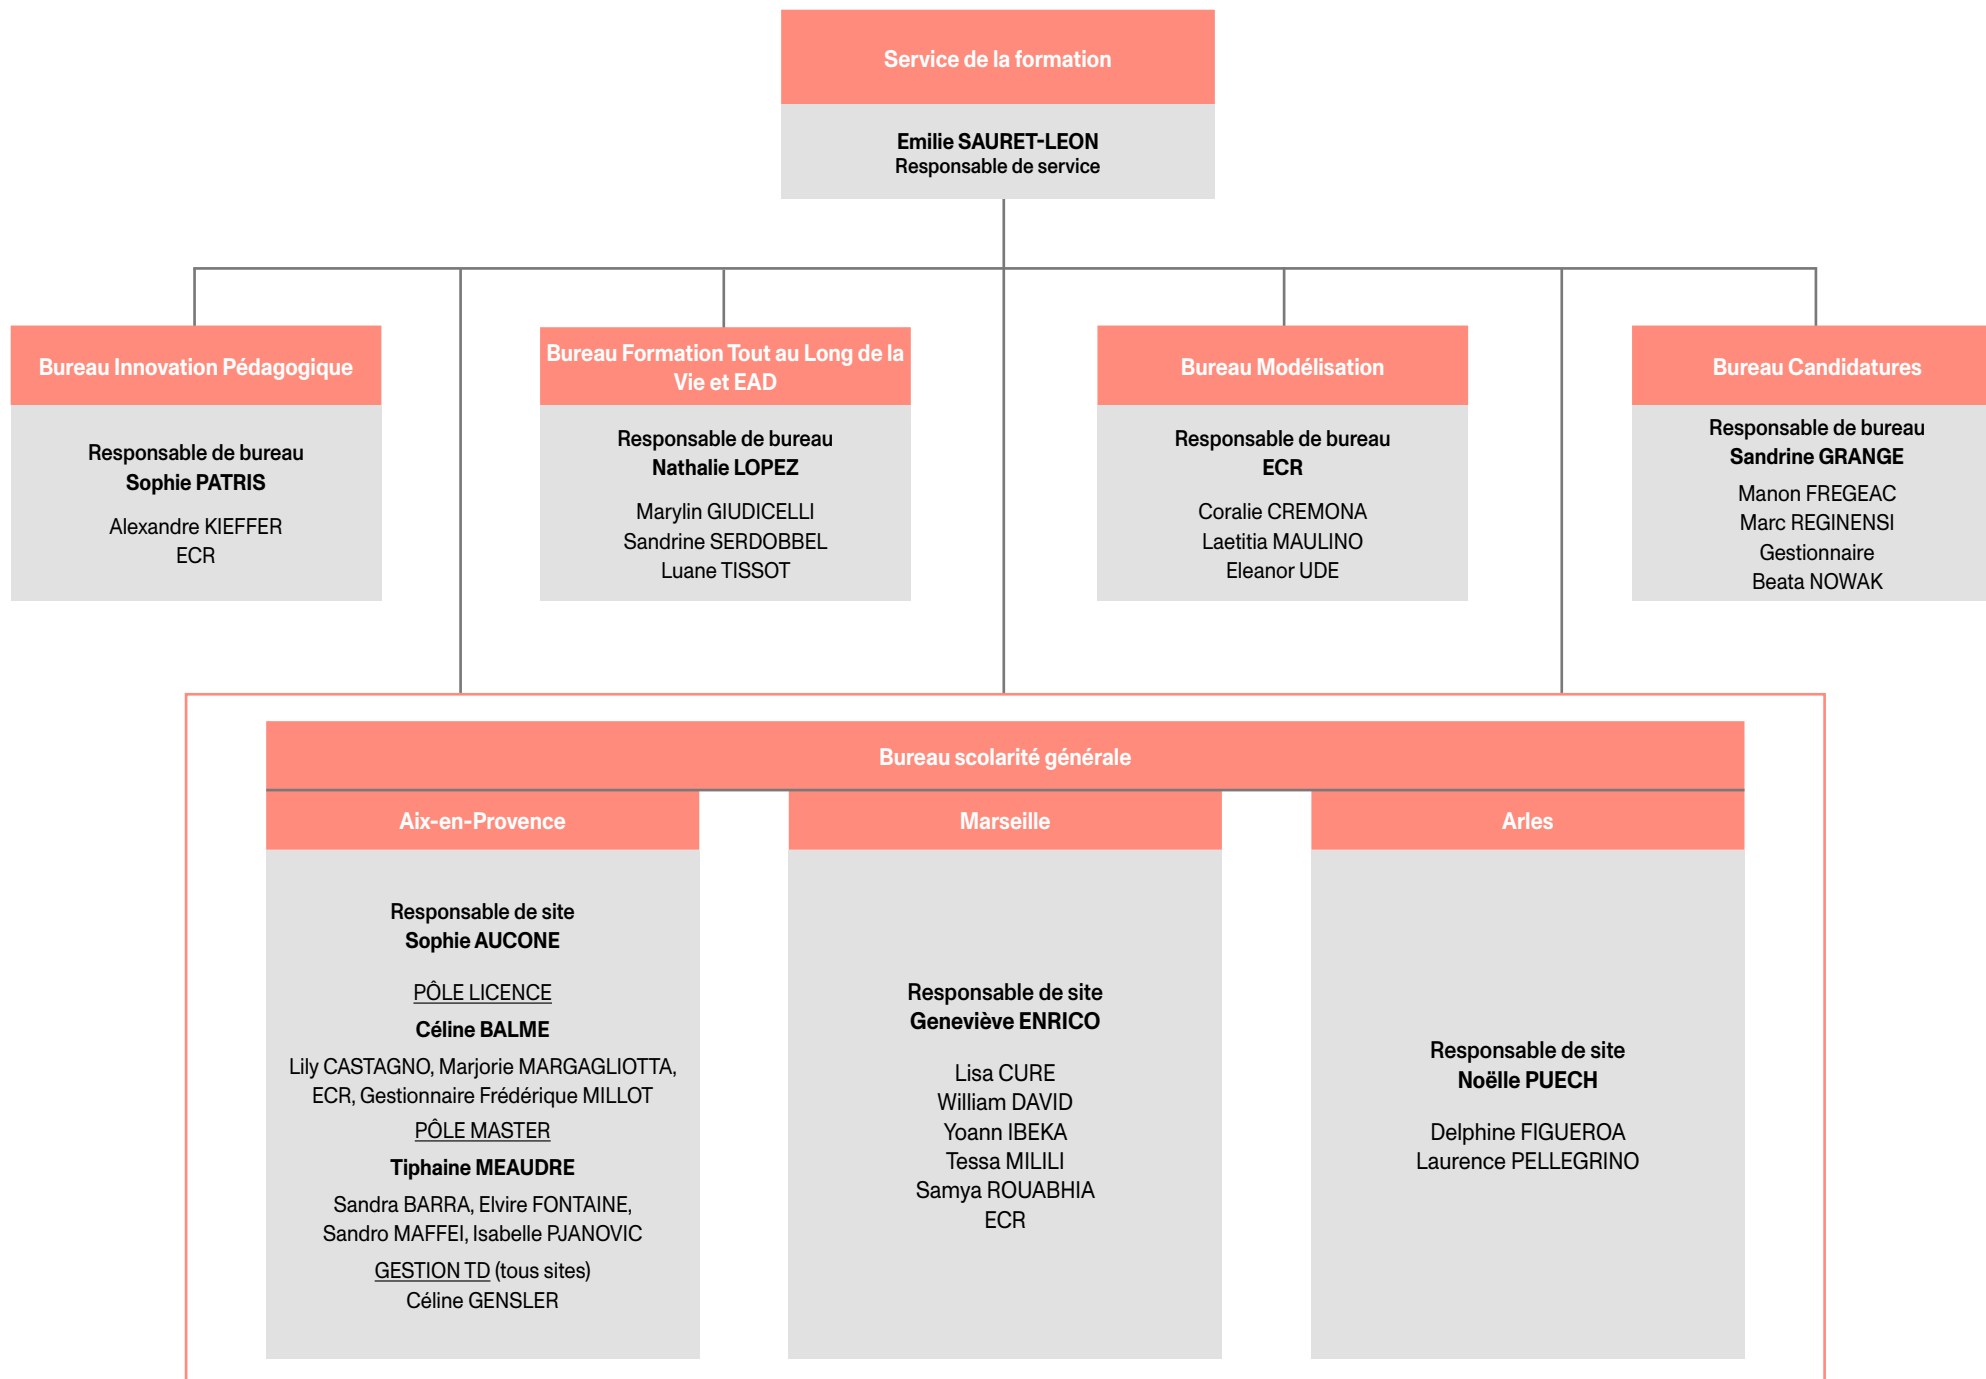 Service de la formation
Emilie SAURET-LEON
Responsable de service
Bureau Innovation Pédagogique
Responsable de bureau
Sophie PATRIS
Alexandre KIEFFER
ECR
Bureau Formation Tout au Long de la
Vie et EAD
Responsable de bureau
Nathalie LOPEZ
Marylin GIUDICELLI
Sandrine SERDOBBEL
Luane TISSOT
Bureau Modélisation
Responsable de bureau
ECR
Coralie CREMONA
Laetitia MAULINO
Eleanor UDE
Bureau Candidatures
Responsable de bureau
Sandrine GRANGE
Manon FREGEAC
Marc REGINENSI
Gestionnaire
Beata NOWAK
Bureau scolarité générale
Aix-en-Provence
Responsable de site
Sophie AUCONE
PÔLE LICENCE
Céline BALME
Lily CASTAGNO, Marjorie MARGAGLIOTTA,
ECR, Gestionnaire Frédérique MILLOT
PÔLE MASTER
Tiphaine MEAUDRE
Sandra BARRA, Elvire FONTAINE,
Sandro MAFFEI, Isabelle PJANOVIC
GESTION TD (tous sites)
Céline GENSLER
Marseille
Responsable de site
Geneviève ENRICO
Lisa CURE
William DAVID
Yoann IBEKA
Tessa MILILI
Samya ROUABHIA
ECR
Arles
Responsable de site
Noëlle PUECH
Delphine FIGUEROA
Laurence PELLEGRINO